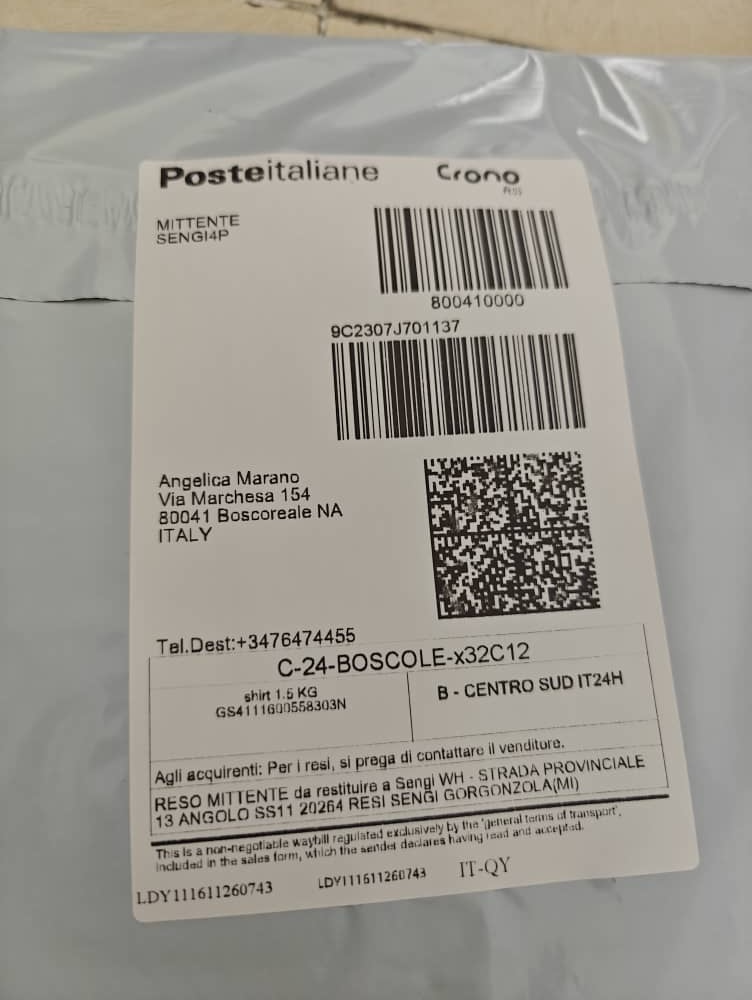 Posteitaliane
Crono
PLUS
MITTENTE
SENGI4P
800410000
9C2307J701137
Angelica Marano
Via Marchesa 154
80041 Boscoreale NA
ITALY
Tel.Dest:+3476474455
C-24-BOSCOLE-x32C12
shirt 1.5 KG
GS4111600558303N
B - CENTRO SUD IT24H
Agli acquirenti: Per i resi, si prega di contattare il venditore.
RESO MITTENTE da restituire a Sengi WH - STRADA PROVINCIALE
13 ANGOLO SS11 20264 RESI SENGI GORGONZOLA(MI)
This is a non-negotiable waybill regulated exclusively by the 'general terms of transport',
included in the sales form, which the sender declares having read and accepted.
LDY111611260743
LDY111611260743
IT-QY